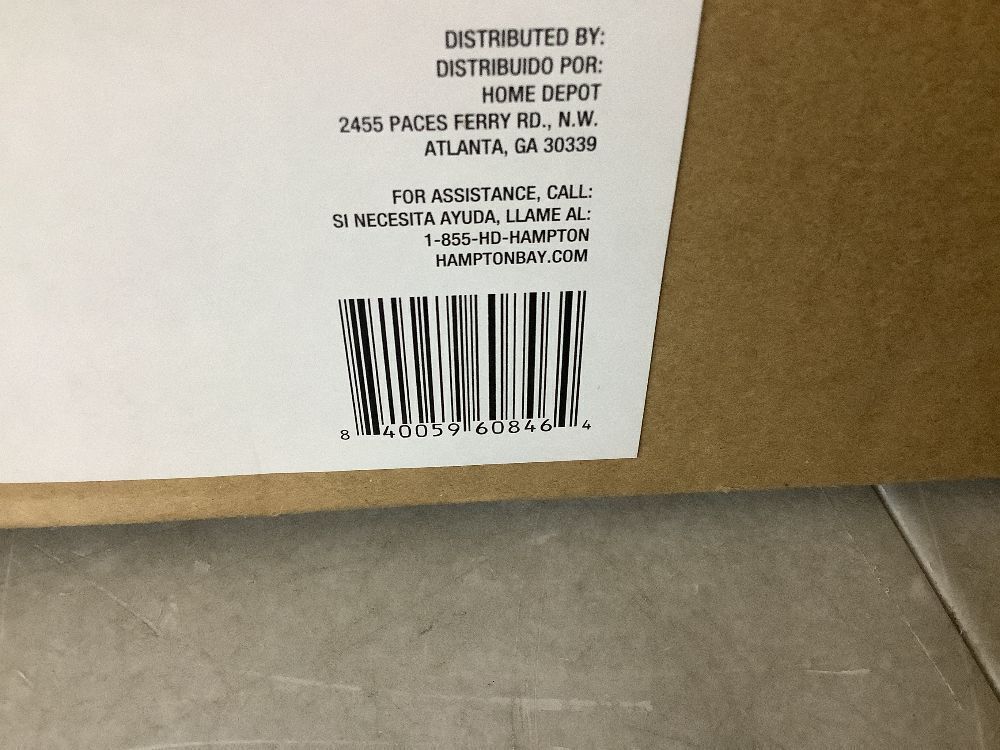 DISTRIBUTED BY:
DISTRIBUIDO POR:
HOME DEPOT
2455 PACES FERRY RD., N.W.
ATLANTA, GA 30339
FOR ASSISTANCE, CALL:
SI NECESITA AYUDA, LLAME AL:
1-855-HD-HAMPTON
HAMPTONBAY.COM
8 40059 60846 4